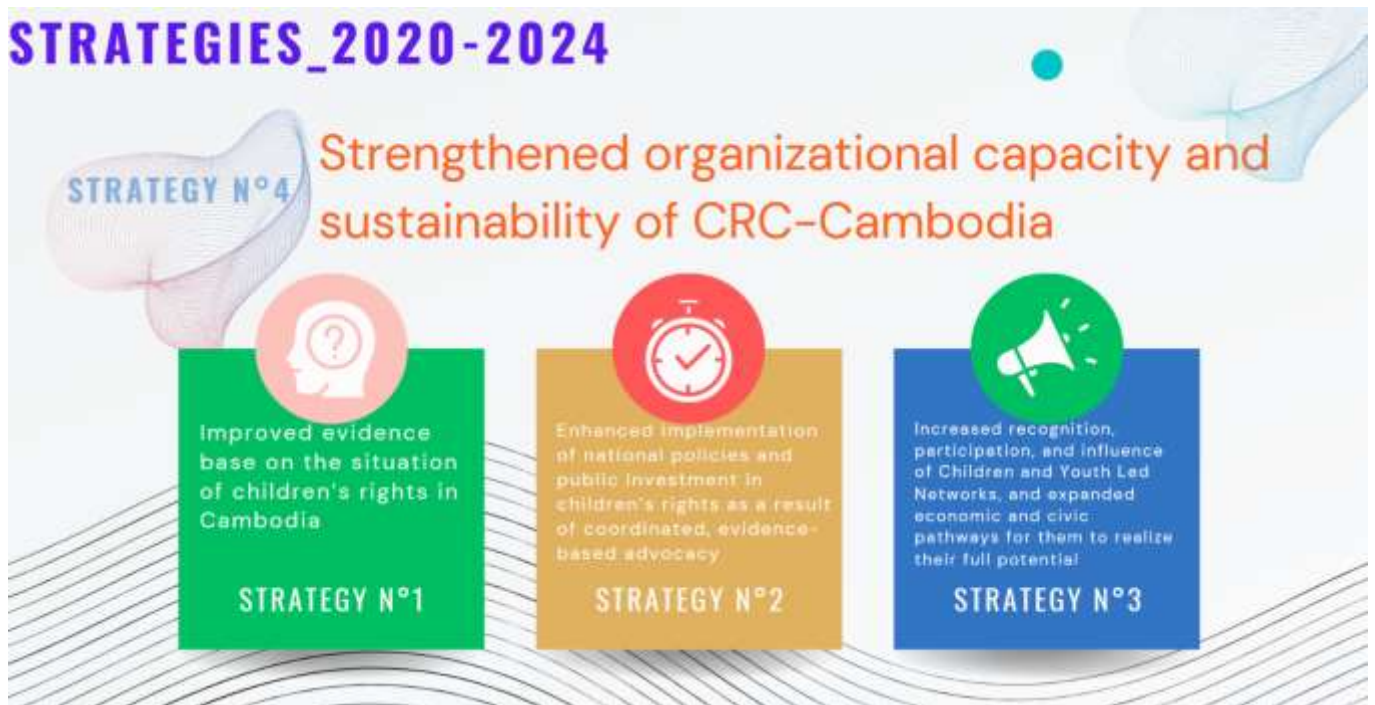 STRATEGIES_2020-2024
STRATEGY N°4
Strengthened organizational capacity and
sustainability of CRC-Cambodia
Improved evidence
base on the situation
of children's rights in
Cambodia
STRATEGY N°1
Enhanced implementation
of national policies and
public investment in
children's rights as a result
of coordinated, evidence-
based advocacy
STRATEGY N°2
Increased recognition,
participation, and influence
of Children and Youth Led
Networks, and expanded
economic and civic
pathways for them to realize
their full potential
STRATEGY N°3